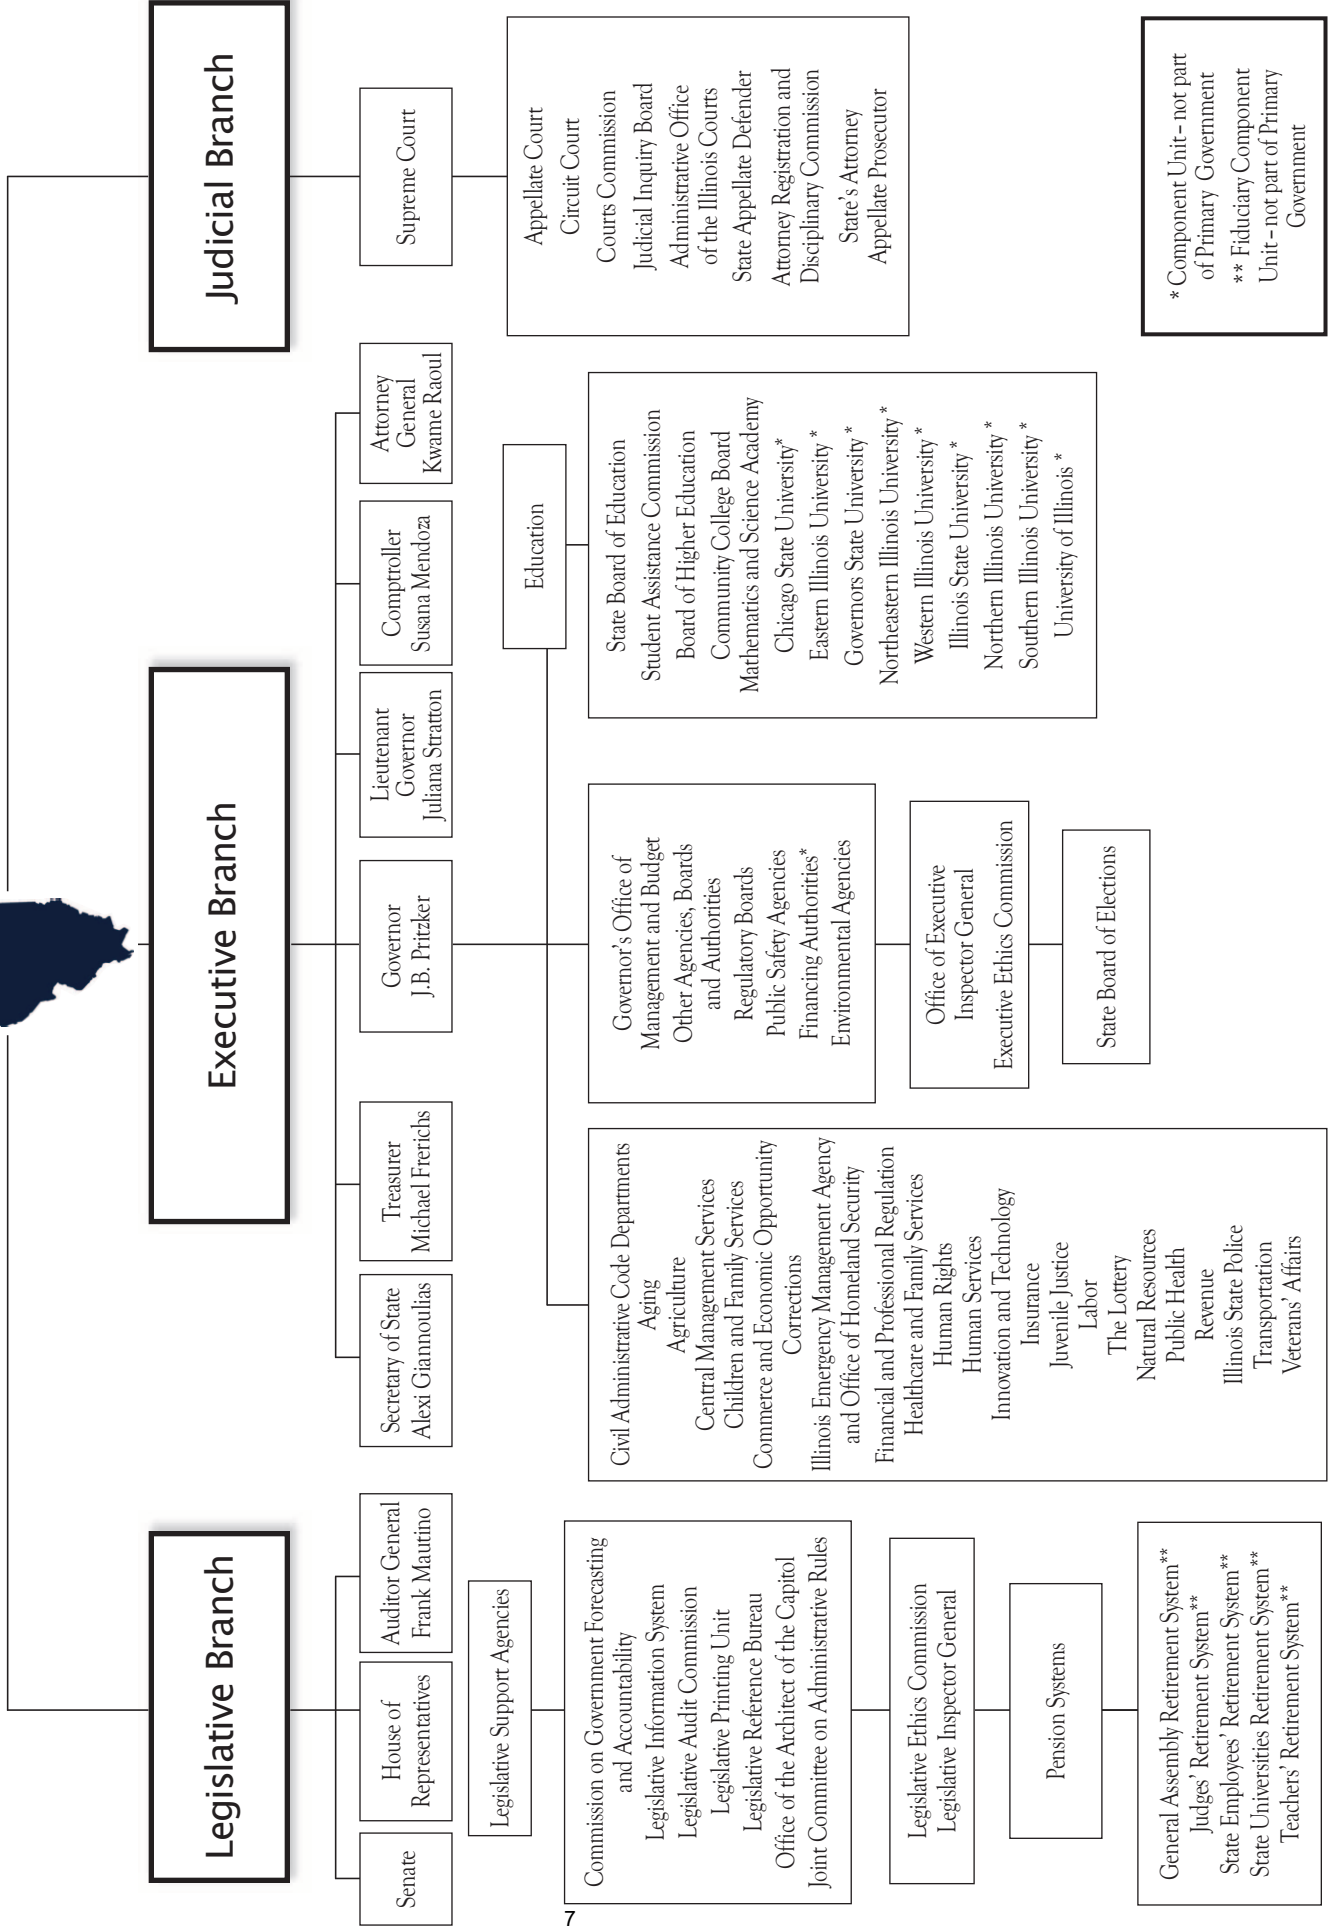 Legislative Branch
Executive Branch
Judicial Branch
Senate
House of
Representatives
Auditor General
Frank Mautino
Secretary of State
Alexi Giannoulias
Treasurer
Michael Frerichs
Governor
J.B. Pritzker
Lieutenant
Governor
Juliana Stratton
Comptroller
Susana Mendoza
Attorney
General
Kwame Raoul
Supreme Court
Legislative Support Agencies
Commission on Government Forecasting
and Accountability
Legislative Information System
Legislative Audit Commission
Legislative Printing Unit
Legislative Reference Bureau
Office of the Architect of the Capitol
Joint Committee on Administrative Rules
Legislative Ethics Commission
Legislative Inspector General
Pension Systems
General Assembly Retirement System**
Judges' Retirement System**
State Employees' Retirement System**
State Universities Retirement System**
Teachers' Retirement System**
Civil Administrative Code Departments
Aging
Agriculture
Central Management Services
Children and Family Services
Commerce and Economic Opportunity
Corrections
Illinois Emergency Management Agency
and Office of Homeland Security
Financial and Professional Regulation
Healthcare and Family Services
Human Rights
Human Services
Innovation and Technology
Insurance
Juvenile Justice
Labor
The Lottery
Natural Resources
Public Health
Revenue
Illinois State Police
Transportation
Veterans' Affairs
Governor's Office of
Management and Budget
Other Agencies, Boards
and Authorities
Regulatory Boards
Public Safety Agencies
Financing Authorities*
Environmental Agencies
Office of Executive
Inspector General
Executive Ethics Commission
State Board of Elections
Education
State Board of Education
Student Assistance Commission
Board of Higher Education
Community College Board
Mathematics and Science Academy
Chicago State University*
Eastern Illinois University *
Governors State University *
Northeastern Illinois University *
Western Illinois University *
Illinois State University *
Northern Illinois University *
Southern Illinois University *
University of Illinois *
Appellate Court
Circuit Court
Courts Commission
Judicial Inquiry Board
Administrative Office
of the Illinois Courts
State Appellate Defender
Attorney Registration and
Disciplinary Commission
State's Attorney
Appellate Prosecutor
* Component Unit - not part
of Primary Government
** Fiduciary Component
Unit - not part of Primary
Government
7